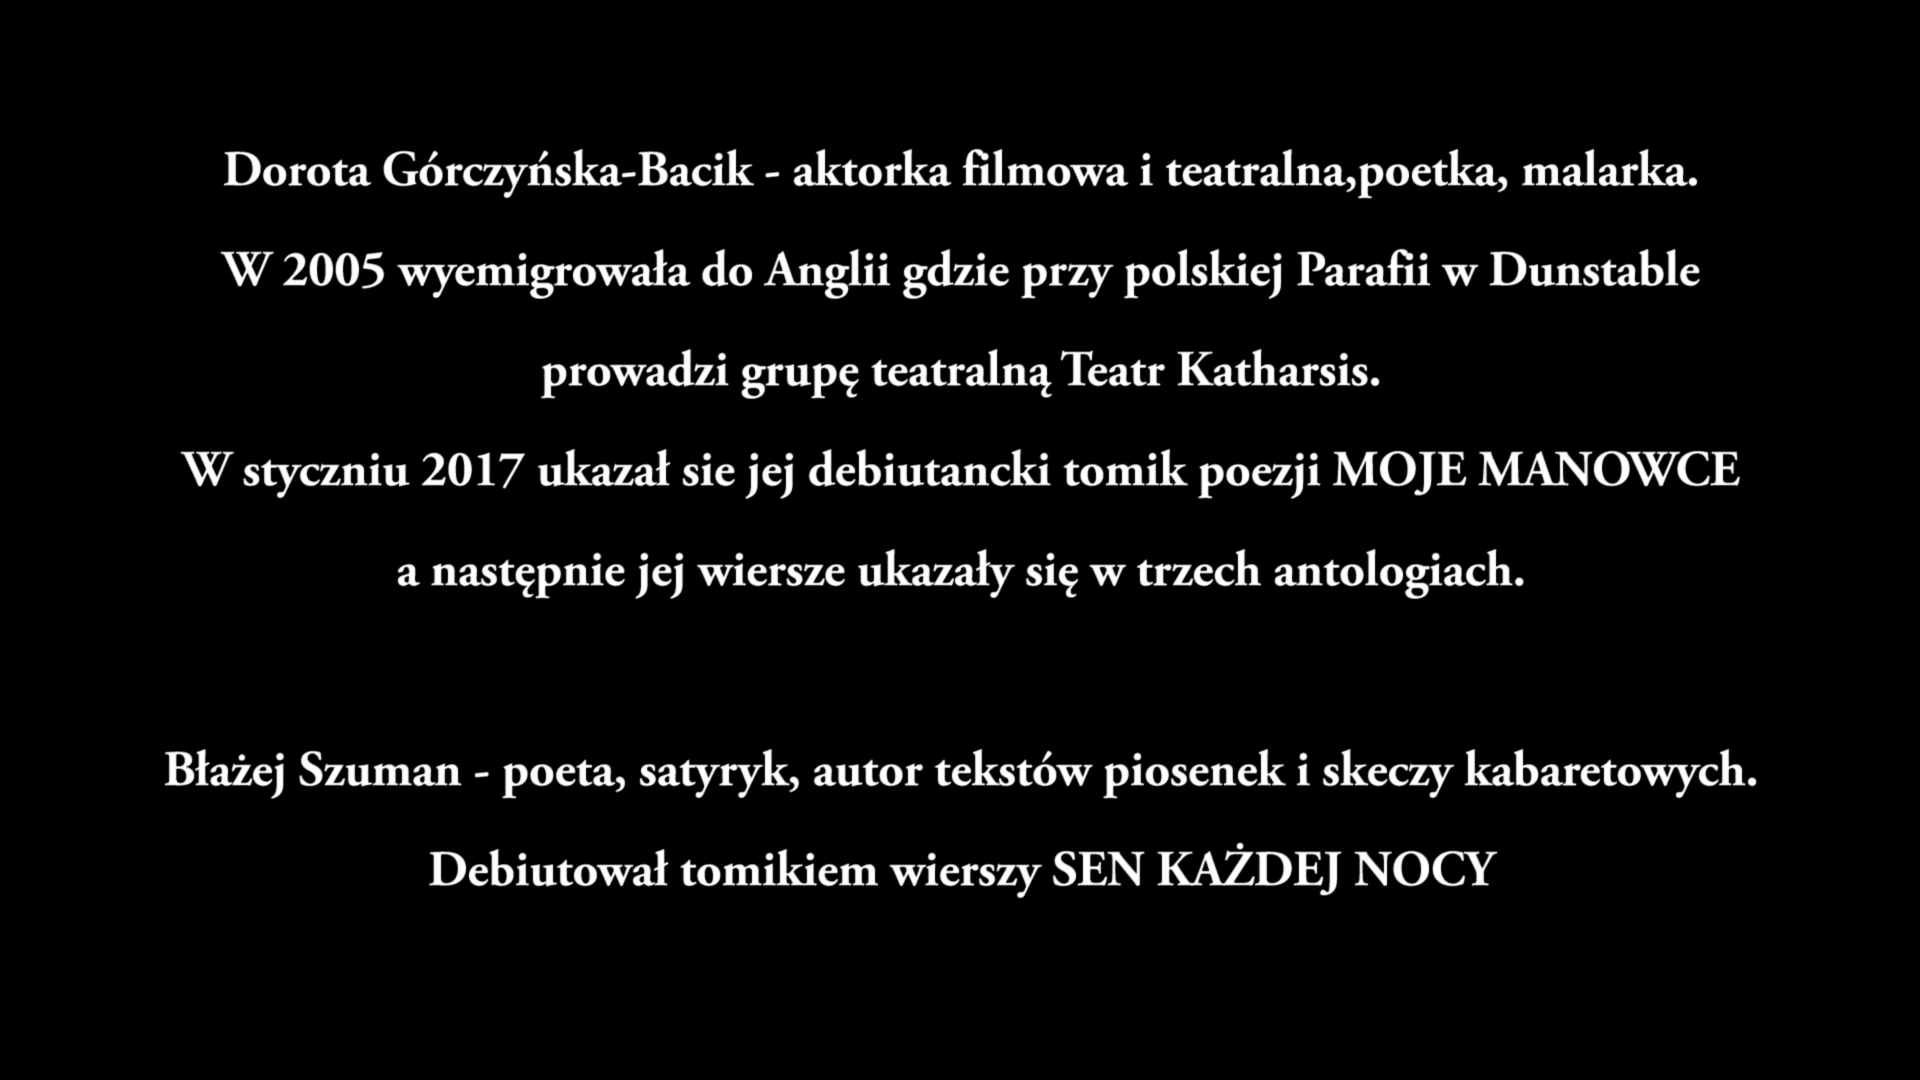 Dorota Górczyńska-Bacik - aktorka filmowa i teatralna,poetka, malarka.
W 2005 wyemigrowała do Anglii gdzie przy polskiej Parafii w Dunstable
prowadzi grupę teatralną Teatr Katharsis.
W styczniu 2017 ukazał sie jej debiutancki tomik poezji MOJE MANOWCE
a następnie jej wiersze ukazały się w trzech antologiach.
Błażej Szuman - poeta, satyryk, autor tekstów piosenek i skeczy kabaretowych.
Debiutował tomikiem wierszy SEN KAŻDEJ NOCY